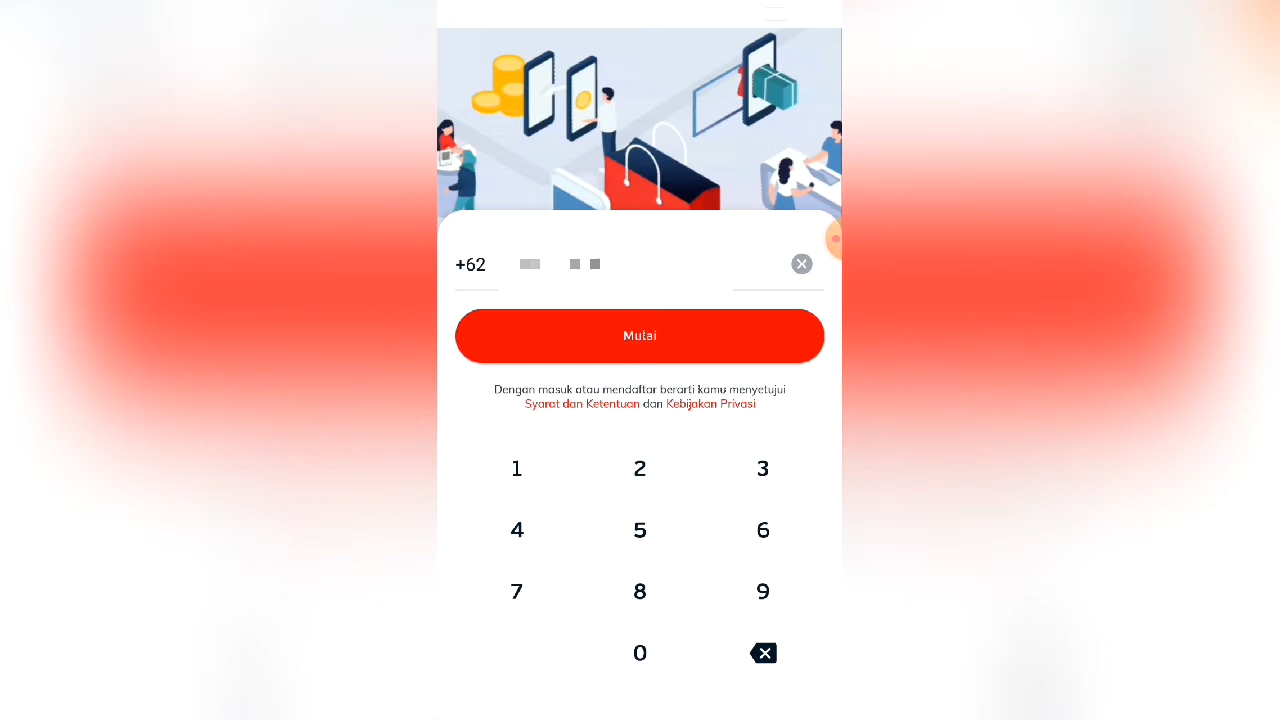 +62
Mulai
Dengan masuk atau mendaftar berarti kamu menyetujui
Syarat dan Ketentuan dan Kebijakan Privasi
1 2 3
4 5 6
7 8 9
0